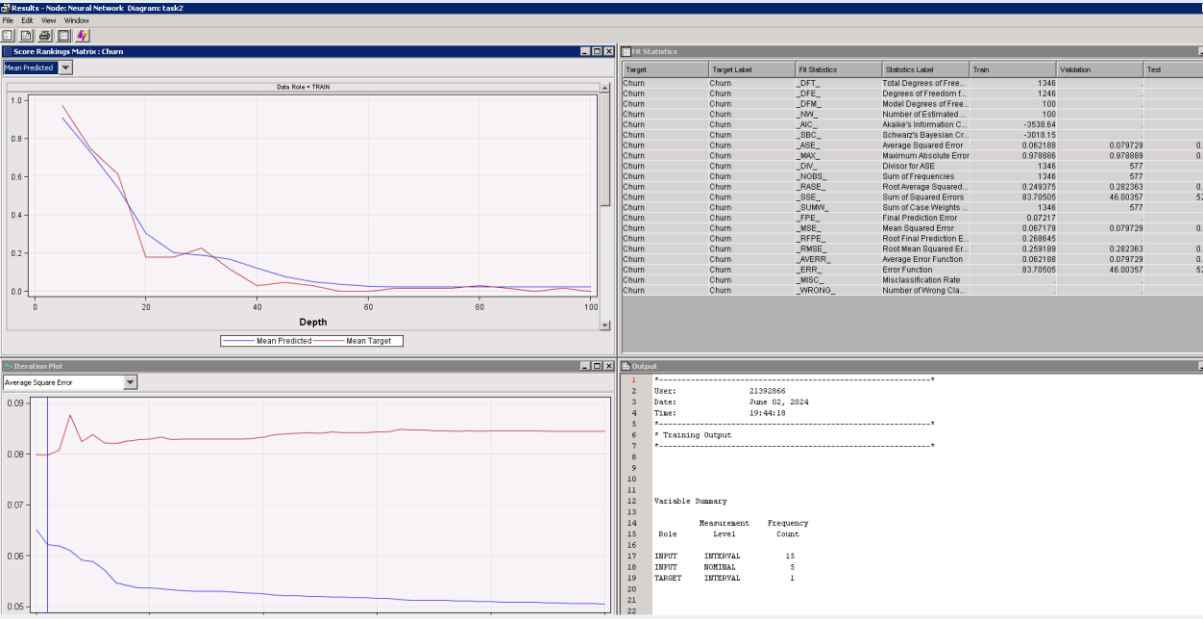 Results - Node: Neural Network Diagram: task2
File Edit View Window
Score Rankings Matrix : Churn
Mean Predicted
Data Role = TRAIN
1.0
0.8
0.6
0.4
0.2
0.0
0 20 40 60 80 100
Depth
Mean Predicted Mean Target
Fit Statistics
Target Target Label Fit Statistics Statistics Label Train Validation Test
Churn Churn _DFT_ Total Degrees of Free... 1346 .
Churn Churn _DFE_ Degrees of Freedom f... 1246 .
Churn Churn _DFM_ Model Degrees of Free... 100 .
Churn Churn _NW_ Number of Estimated ... 100 .
Churn Churn _AIC_ Akaike's Information C... -3538.64 .
Churn Churn _SBC_ Schwarz's Bayesian Cr... -3018.15 .
Churn Churn _ASE_ Average Squared Error 0.062188 0.079729 0.
Churn Churn _MAX_ Maximum Absolute Error 0.978886 0.978889 0.
Churn Churn _DIV_ Divisor for ASE 1346 577
Churn Churn _NOBS_ Sum of Frequencies 1346 577
Churn Churn _RASE_ Root Average Squared... 0.249375 0.282363 0.
Churn Churn _SSE_ Sum of Squared Errors 83.70505 46.00357 52
Churn Churn _SUMW_ Sum of Case Weights ... 1346 577
Churn Churn _FPE_ Final Prediction Error 0.07217 .
Churn Churn _MSE_ Mean Squared Error 0.067179 0.079729 0.
Churn Churn _RFPE_ Root Final Prediction E... 0.268645 .
Churn Churn _RMSE_ Root Mean Squared Er... 0.259189 0.282363 0.
Churn Churn _AVERR_ Average Error Function 0.062188 0.079729 0.
Churn Churn _ERR_ Error Function 83.70505 46.00357 52
Churn Churn _MISC_ Misclassification Rate . .
Churn Churn _WRONG_ Number of Wrong Cla... . .
Iteration Plot
Average Square Error
0.09
0.08
0.07
0.06
0.05
Output
1 *------------------------------------------------------------*
2 User: 21392866
3 Date: June 02, 2024
4 Time: 19:44:18
5 *------------------------------------------------------------*
6 * Training Output
7 *------------------------------------------------------------*
8
9
10
11
12 Variable Summary
13
14 Measurement Frequency
15 Role Level Count
16
17 INPUT INTERVAL 15
18 INPUT NOMINAL 5
19 TARGET INTERVAL 1
20
21
22